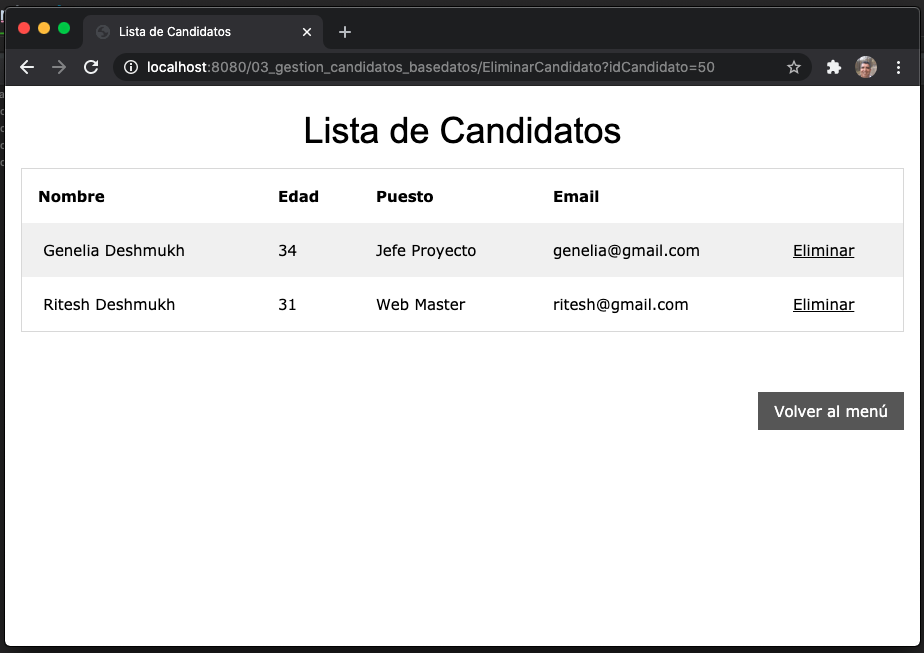 Lista de Candidatos
localhost:8080/03_gestion_candidatos_basedatos/EliminarCandidato?idCandidato=50
Lista de Candidatos
Nombre Edad Puesto Email
Genelia Deshmukh 34 Jefe Proyecto genelia@gmail.com Eliminar
Ritesh Deshmukh 31 Web Master ritesh@gmail.com Eliminar
Volver al menú